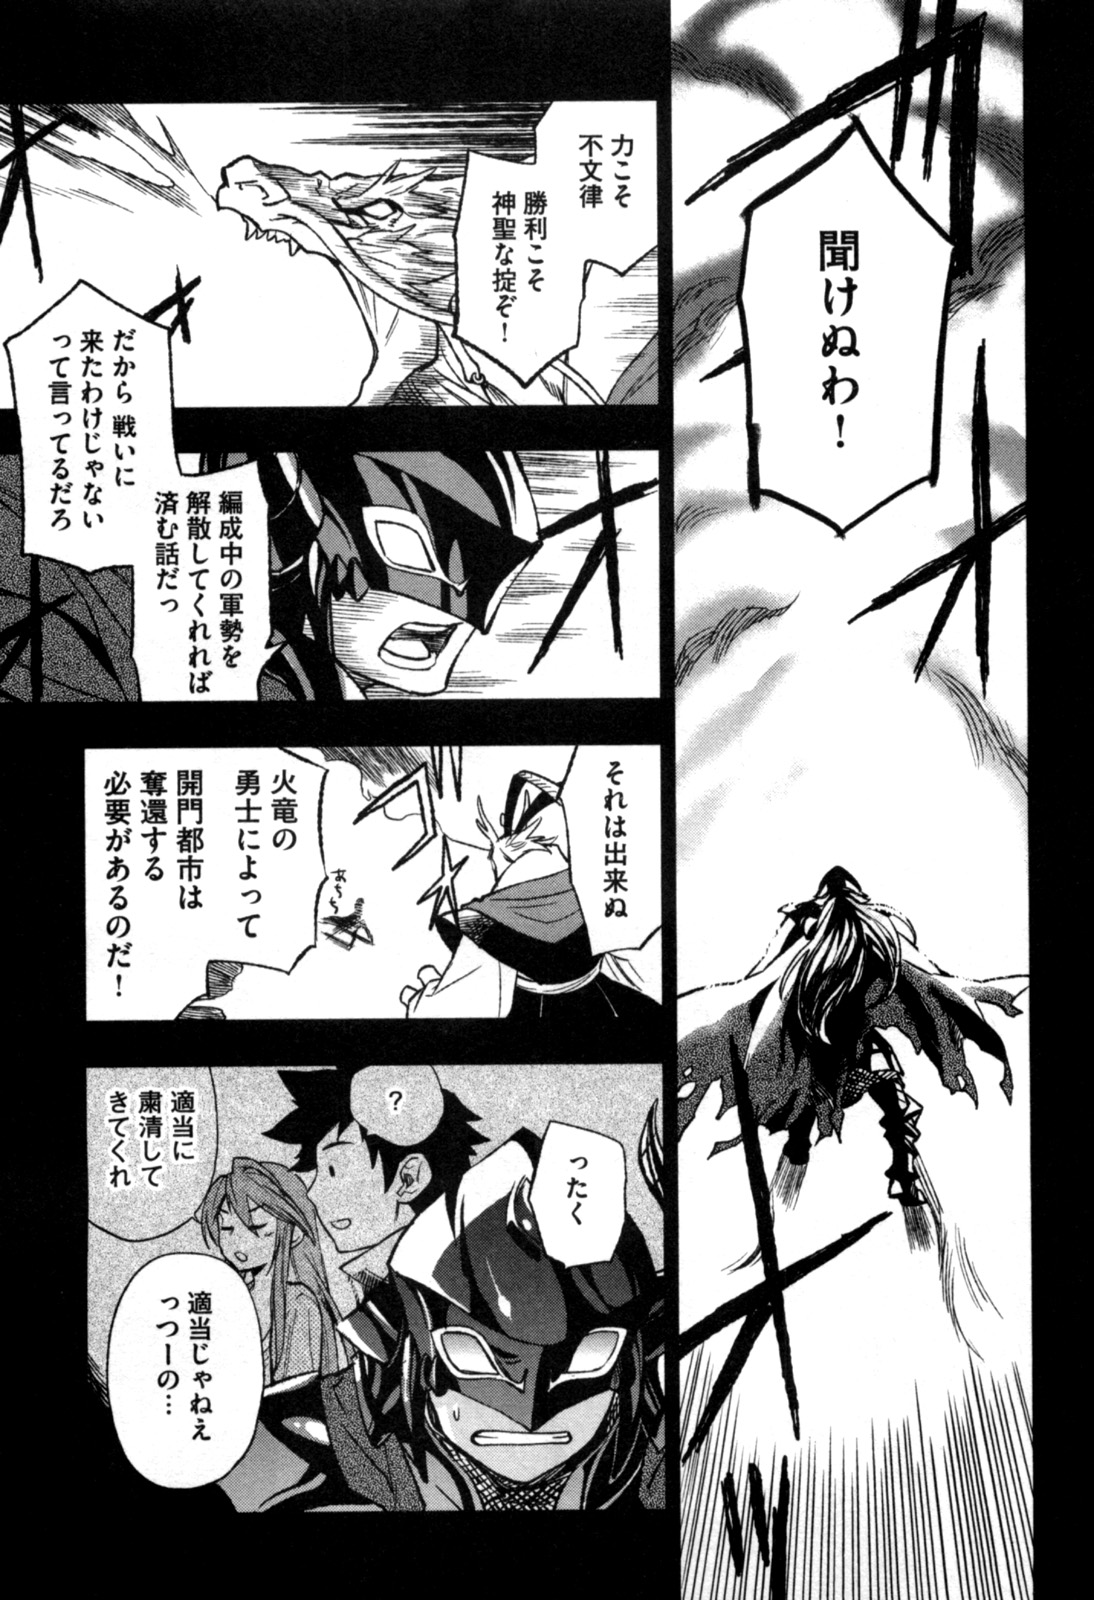 聞けぬわ！
力こそ
不文律
勝利こそ
神聖な掟ぞ！
だから 戦いに
来たわけじゃない
って言ってるだろ
編成中の軍勢を
解散してくれれば
済む話だっ
それは出来ぬ
火竜の
勇士によって
開門都市は
奪還する
必要があるのだ！
あちち
ったく
？
適当に
粛清して
きてくれ
適当じゃねえ
っつーの…